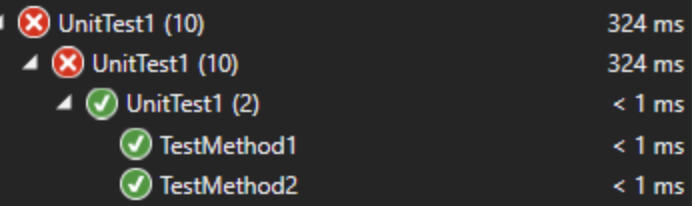 UnitTest1 (10) 324 ms
UnitTest1 (10) 324 ms
UnitTest1 (2) < 1 ms
TestMethod1 < 1 ms
TestMethod2 < 1 ms